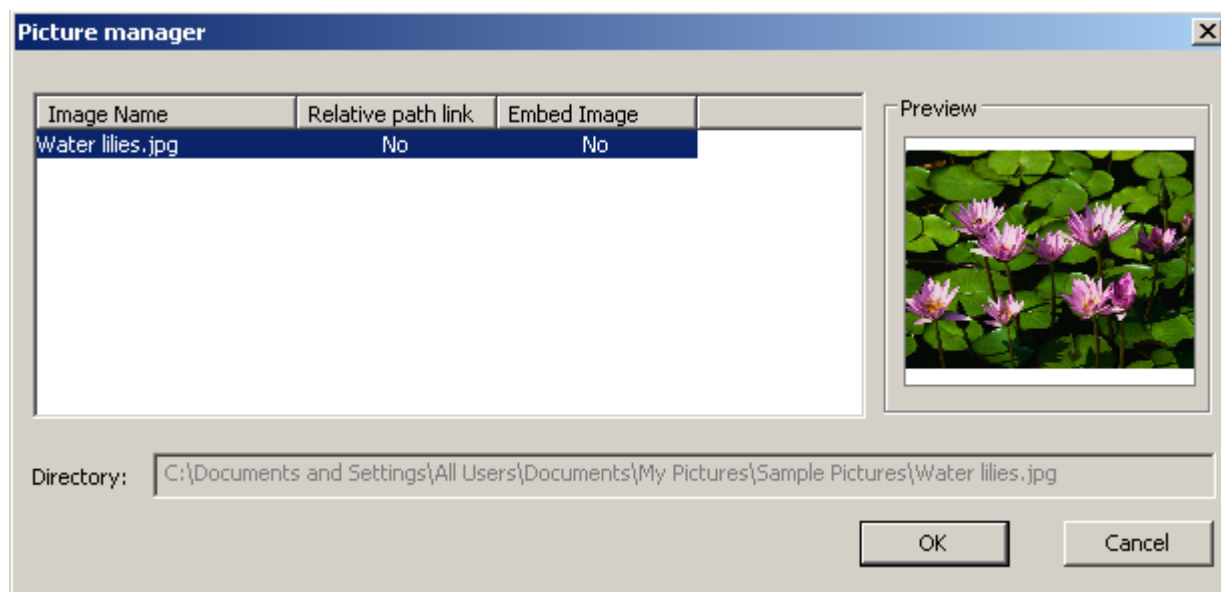 Picture manager
Image Name Relative path link Embed Image
Water lilies.jpg No No
Preview
Directory: C:\Documents and Settings\All Users\Documents\My Pictures\Sample Pictures\Water lilies.jpg
OK Cancel